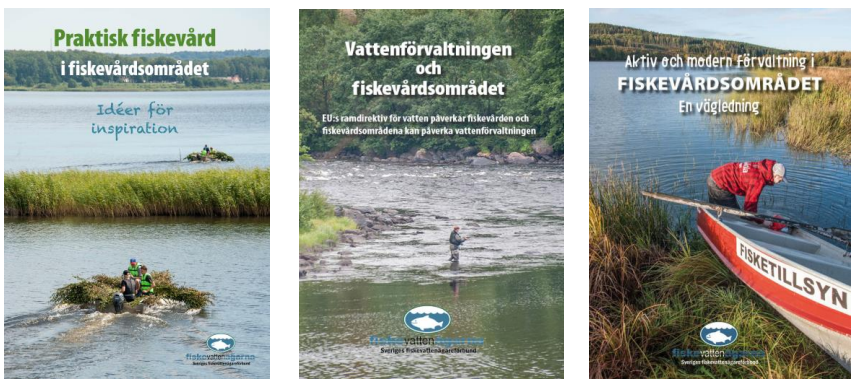 Praktisk fiskevård
i fiskevårdsområdet
Idéer för
inspiration
fiskevattenägarna
Sveriges fiskevattenägareförbund
Vattenförvaltningen
och
fiskevårdsområdet
EU:s ramdirektiv för vatten påverkar fiskevården och
fiskevårdsområdena kan påverka vattenförvaltningen
fiskevattenägarna
Sveriges fiskevattenägareförbund
Aktiv och modern förvaltning i
FISKEVÅRDSOMRÅDET
En vägledning
FISKETILLSYN
fiskevattenägarna
Sveriges fiskevattenägareförbund